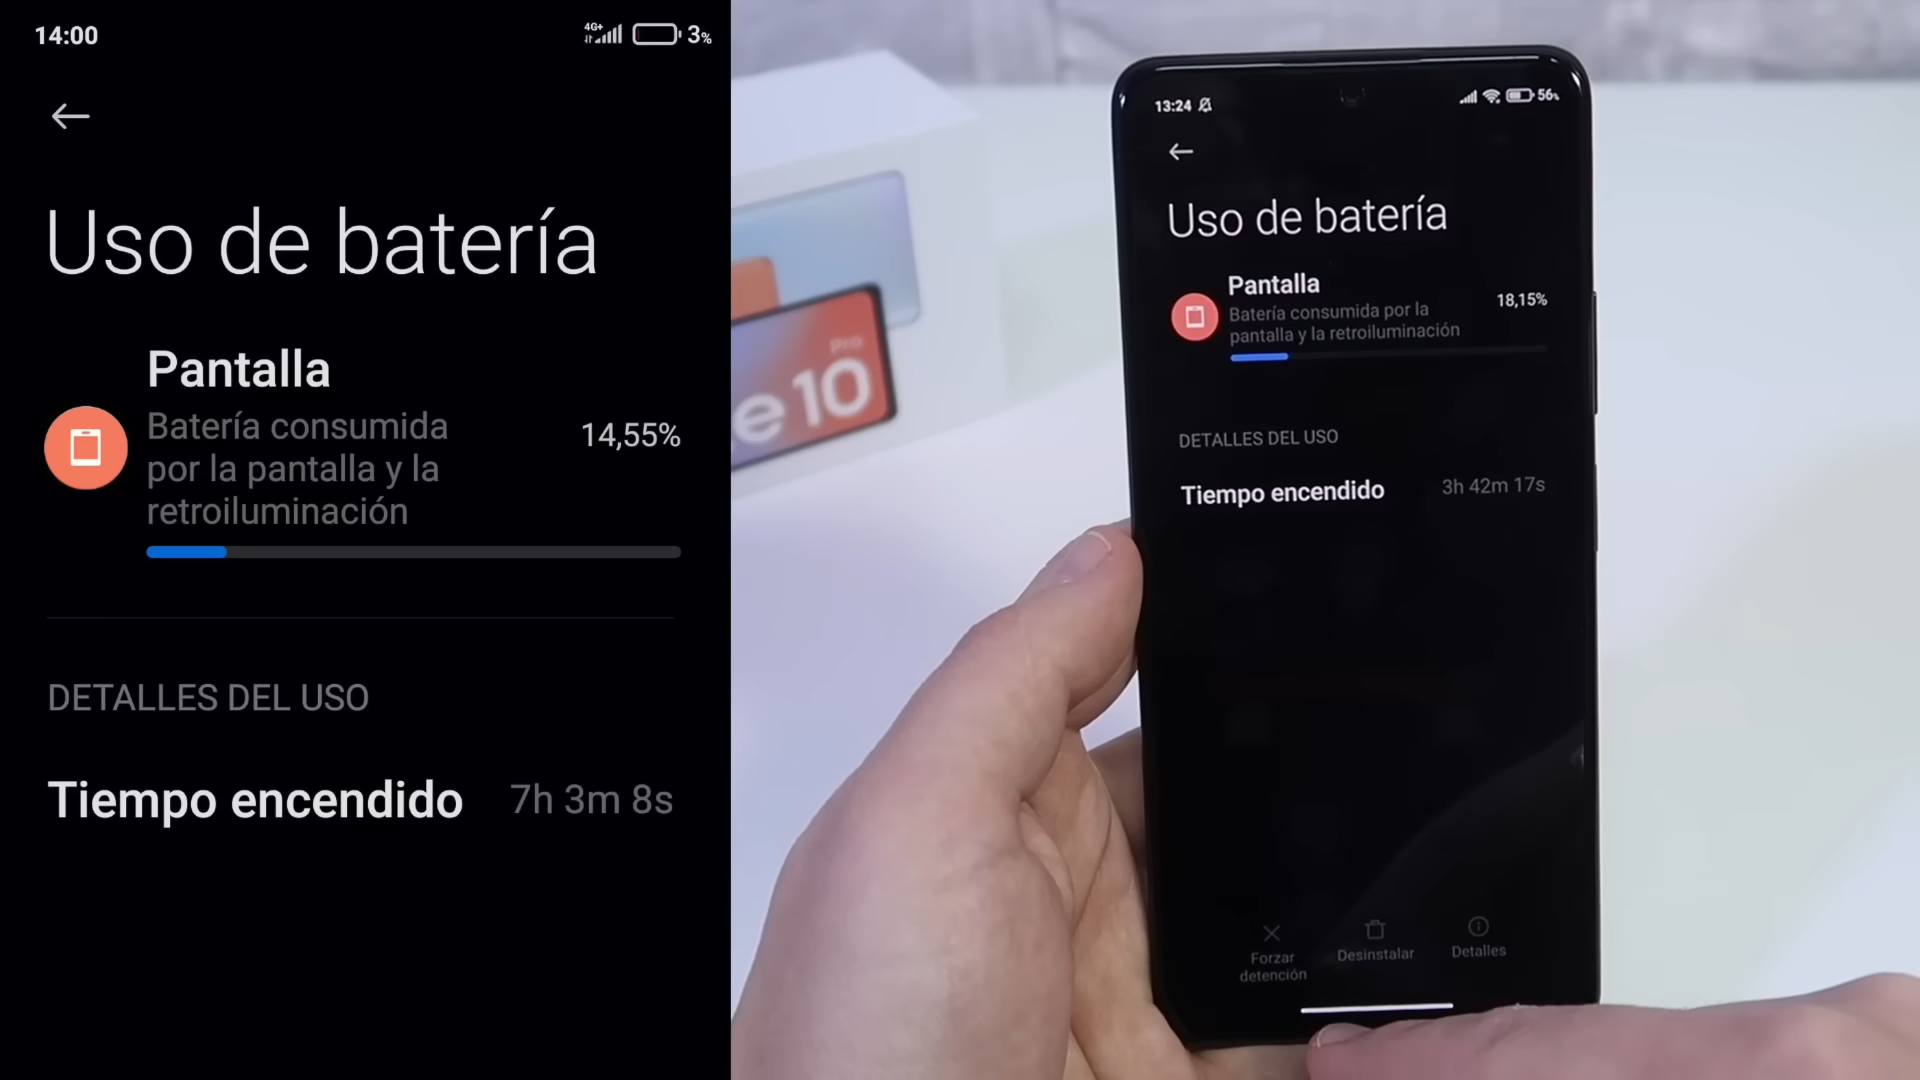 14:00
4G+
3%
Uso de batería
Pantalla
Batería consumida
por la pantalla y la
retroiluminación
14,55%
DETALLES DEL USO
Tiempo encendido
7h 3m 8s
Pro
e 10
13:24
56%
Uso de batería
Pantalla
Batería consumida por la
pantalla y la retroiluminación
18,15%
DETALLES DEL USO
Tiempo encendido
3h 42m 17s
Forzar
detención
Desinstalar
Detalles